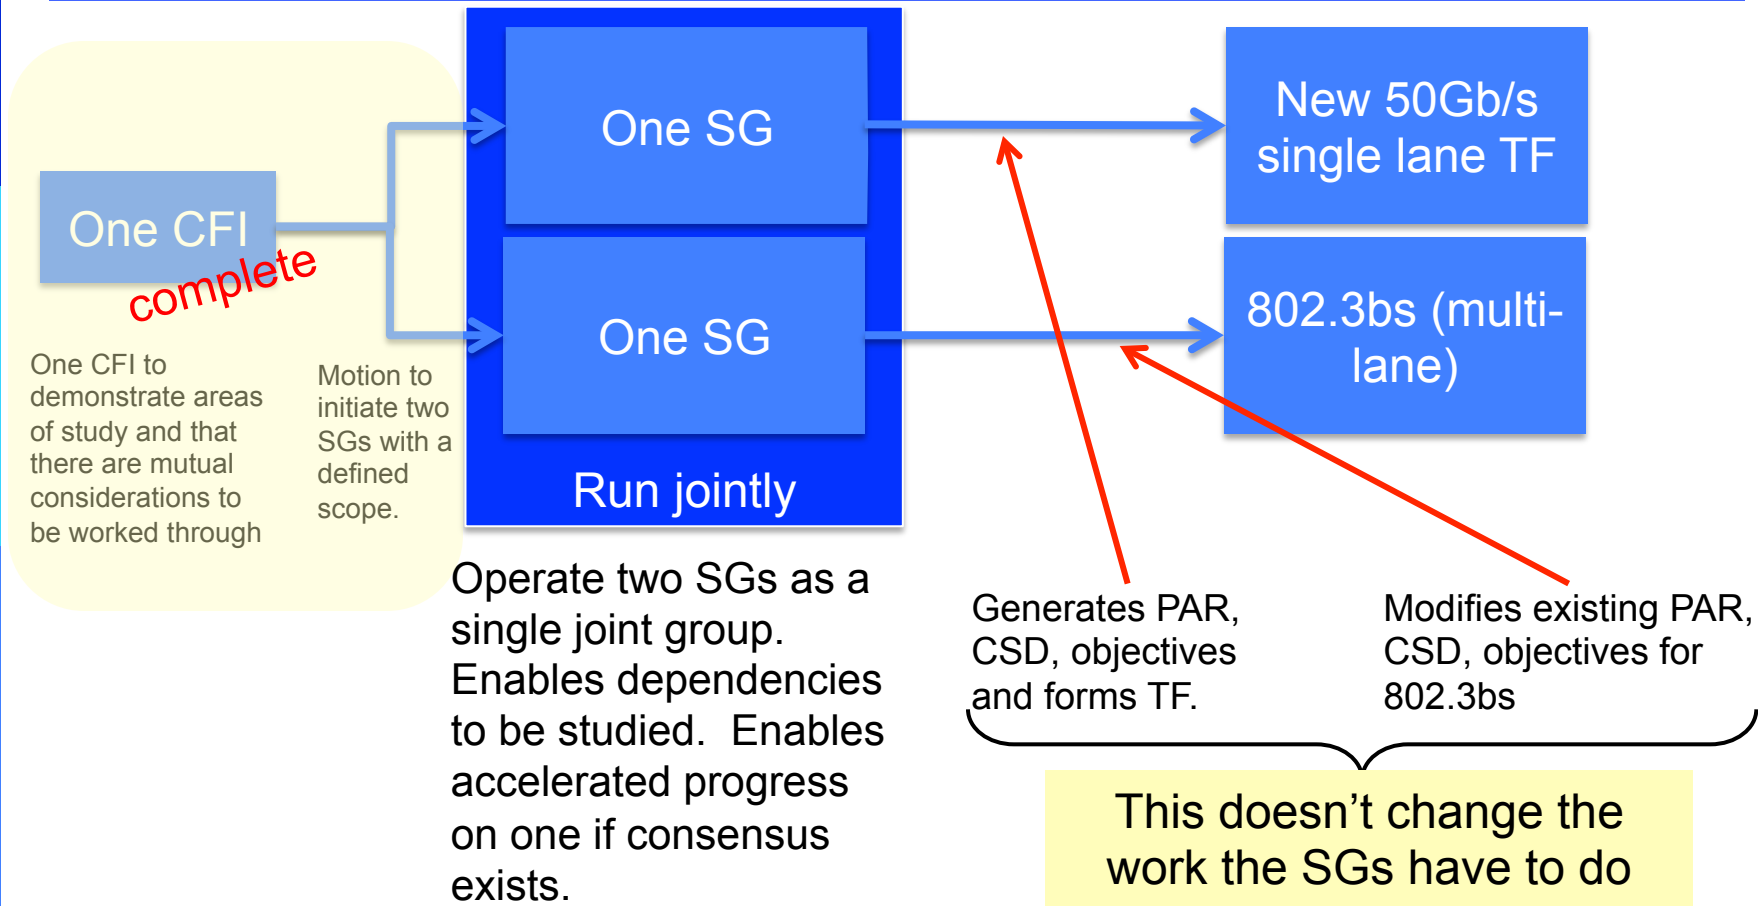 One CFI
complete
One CFI to
demonstrate areas
of study and that
there are mutual
considerations to
be worked through
Motion to
initiate two
SGs with a
defined
scope.
One SG
One SG
Run jointly
Operate two SGs as a
single joint group.
Enables dependencies
to be studied.  Enables
accelerated progress
on one if consensus
exists.
New 50Gb/s
single lane TF
802.3bs (multi-
lane)
Generates PAR,
CSD, objectives
and forms TF.
Modifies existing PAR,
CSD, objectives for
802.3bs
This doesn’t change the
work the SGs have to do